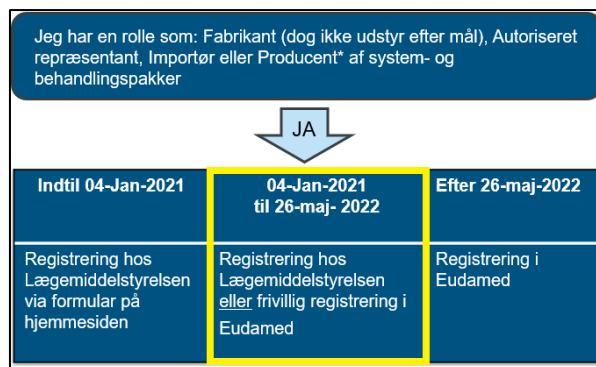 Jeg har en rolle som: Fabrikant (dog ikke udstyr efter mål), Autoriseret
repræsentant, Importør eller Producent* af system- og
behandlingspakker
JA
Indtil 04-Jan-2021
04-Jan-2021
til 26-maj- 2022
Efter 26-maj-2022
Registrering hos
Lægemiddelstyrelsen
via formular på
hjemmesiden
Registrering hos
Lægemiddelstyrelsen
eller frivillig registrering i
Eudamed
Registrering i
Eudamed